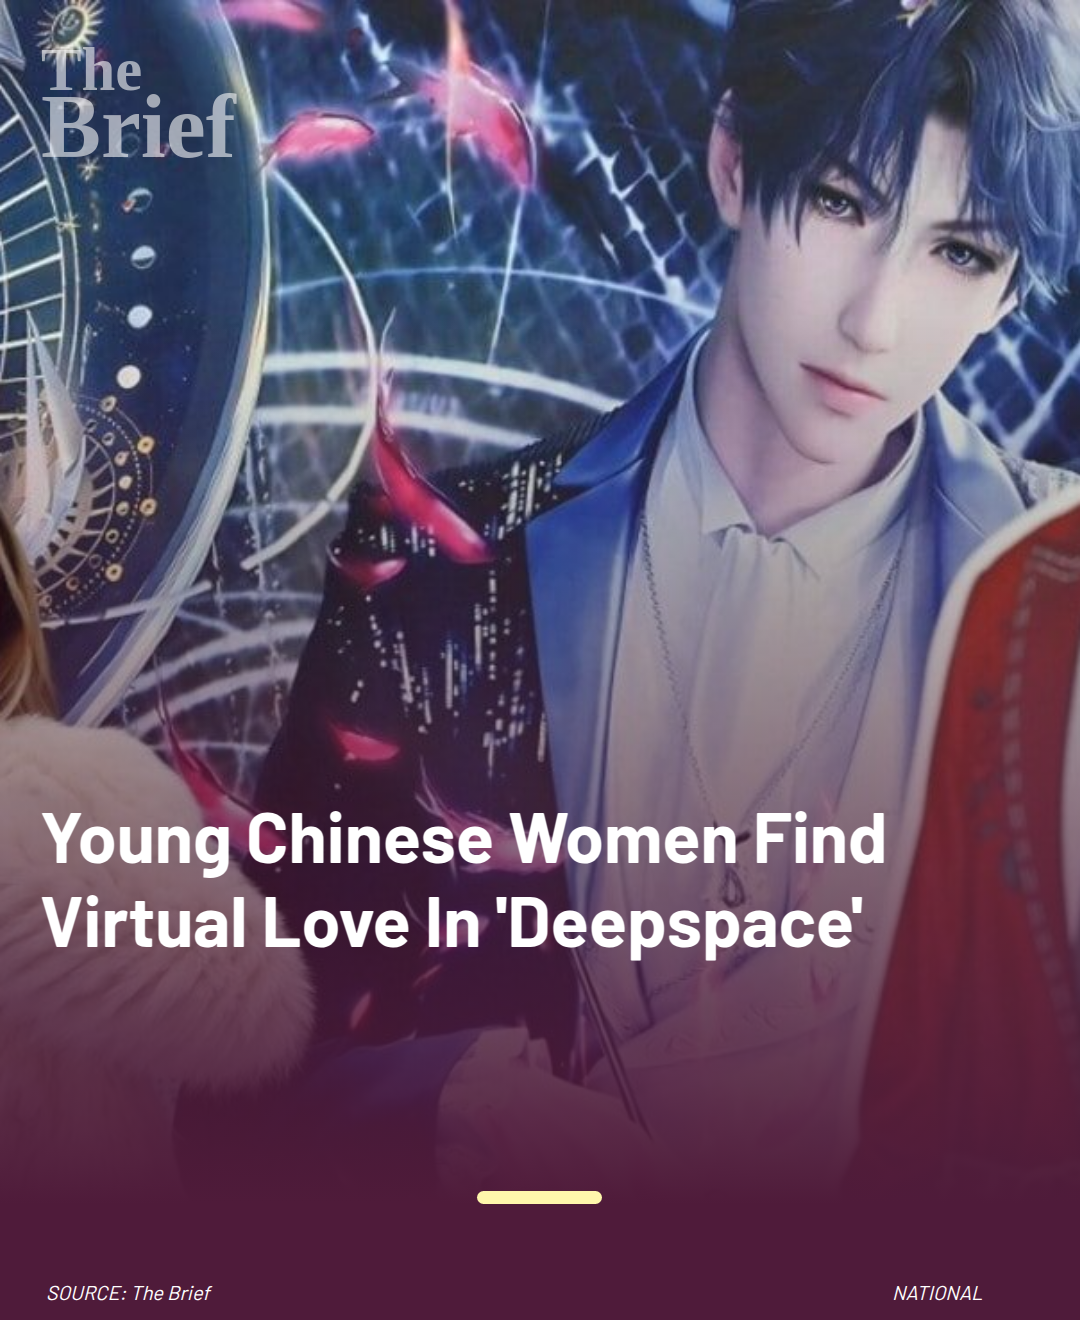 The
Brief
Young Chinese Women Find
Virtual Love In 'Deepspace'
SOURCE: The Brief
NATIONAL